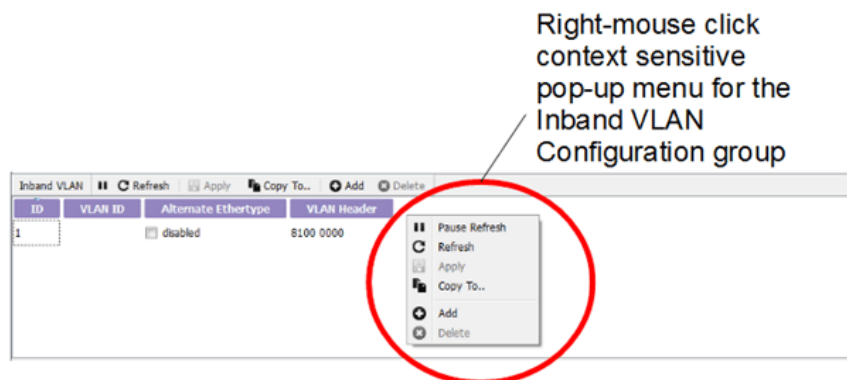 Right-mouse click
context sensitive
pop-up menu for the
Inband VLAN
Configuration group
Inband VLAN Refresh Apply Copy To.. Add Delete
ID VLAN ID Alternate Ethertype VLAN Header
1 disabled 8100 0000
Pause Refresh
Refresh
Apply
Copy To..
Add
Delete